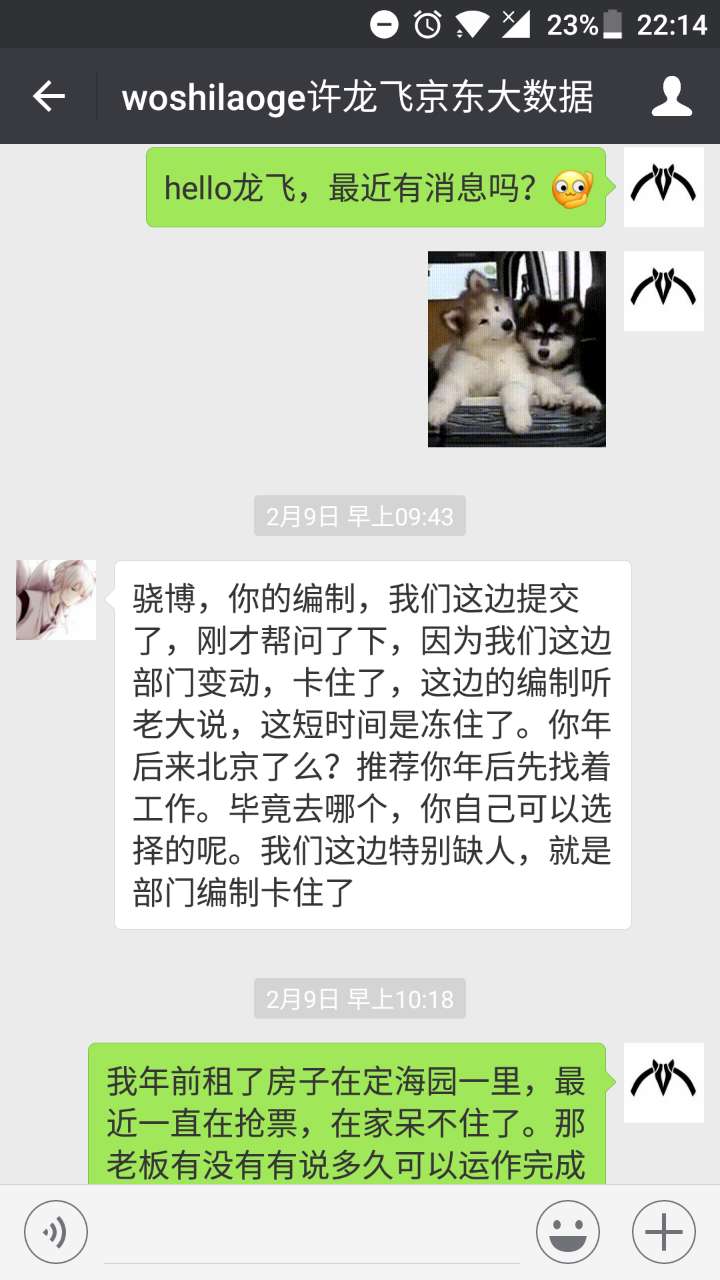 23% 22:14
woshilaoge许龙飞京东大数据
hello龙飞，最近有消息吗？
2月9日 早上09:43
骁博，你的编制，我们这边提交
了，刚才帮问了下，因为我们这边
部门变动，卡住了，这边的编制听
老大说，这短时间是冻住了。你年
后来北京了么？推荐你年后先找着
工作。毕竟去哪个，你自己可以选
择的呢。我们这边特别缺人，就是
部门编制卡住了
2月9日 早上10:18
我年前租了房子在定海园一里，最
近一直在抢票，在家呆不住了。那
老板有没有有说多久可以运作完成